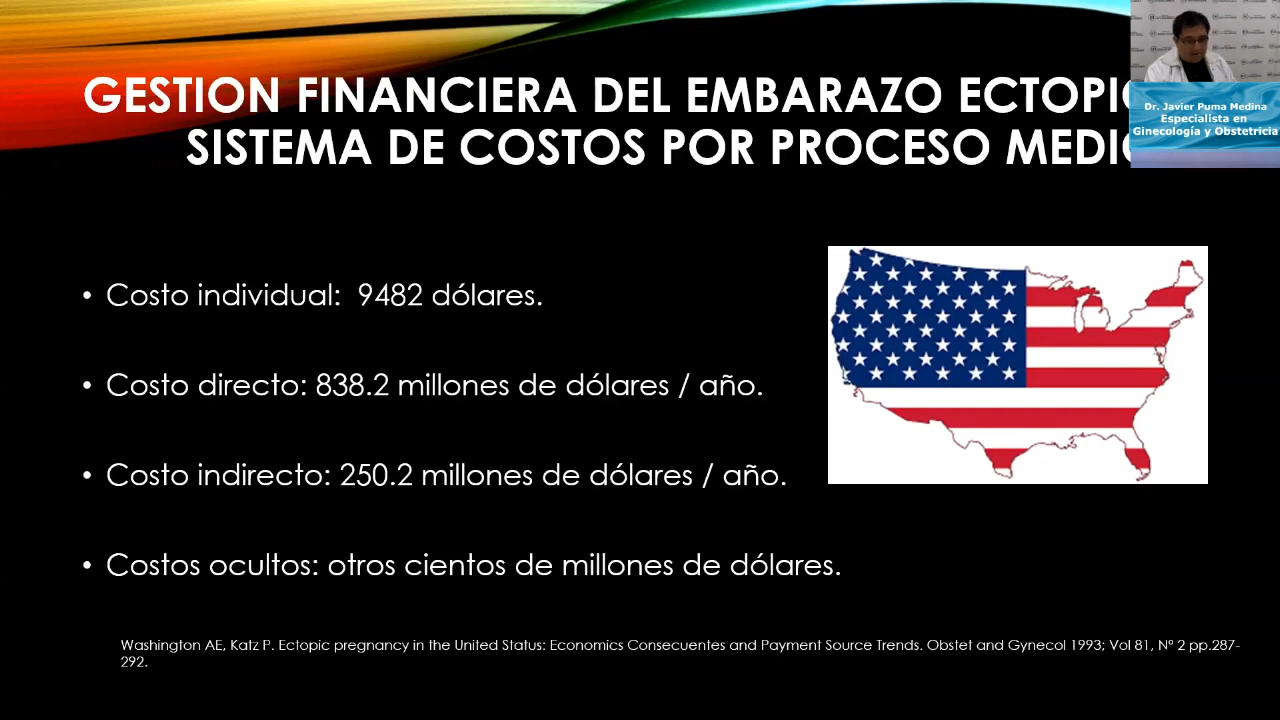 GESTION FINANCIERA DEL EMBARAZO
SISTEMA DE COSTOS POR PROCESO
Dr. Javier Puma Medina
Especialista en
Ginecología y Obstetricia
• Costo individual: 9482 dólares.
• Costo directo: 838.2 millones de dólares / año.
• Costo indirecto: 250.2 millones de dólares / año.
• Costos ocultos: otros cientos de millones de dólares.
Washington AE, Katz P. Ectopic pregnancy in the United Status: Economics Consecuentes and Payment Source Trends. Obstet and Gynecol 1993; Vol 81, Nº 2 pp.287-
292.